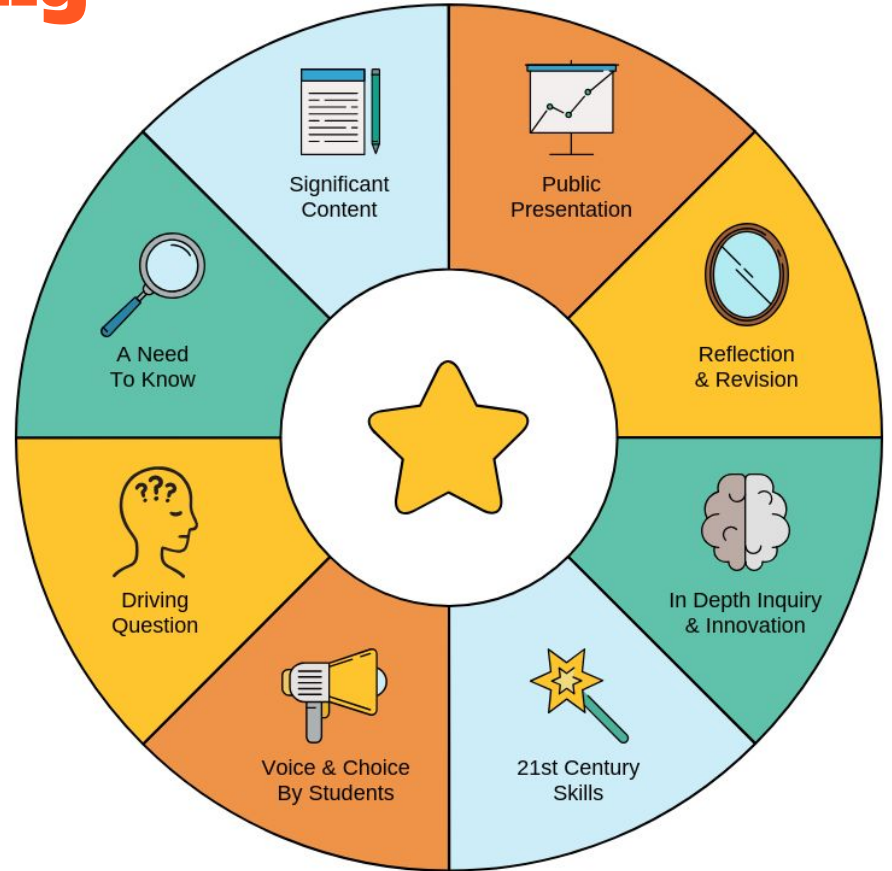 Significant
Content
Public
Presentation
A Need
To Know
Reflection
& Revision
???
Driving
Question
In Depth Inquiry
& Innovation
Voice & Choice
By Students
21st Century
Skills